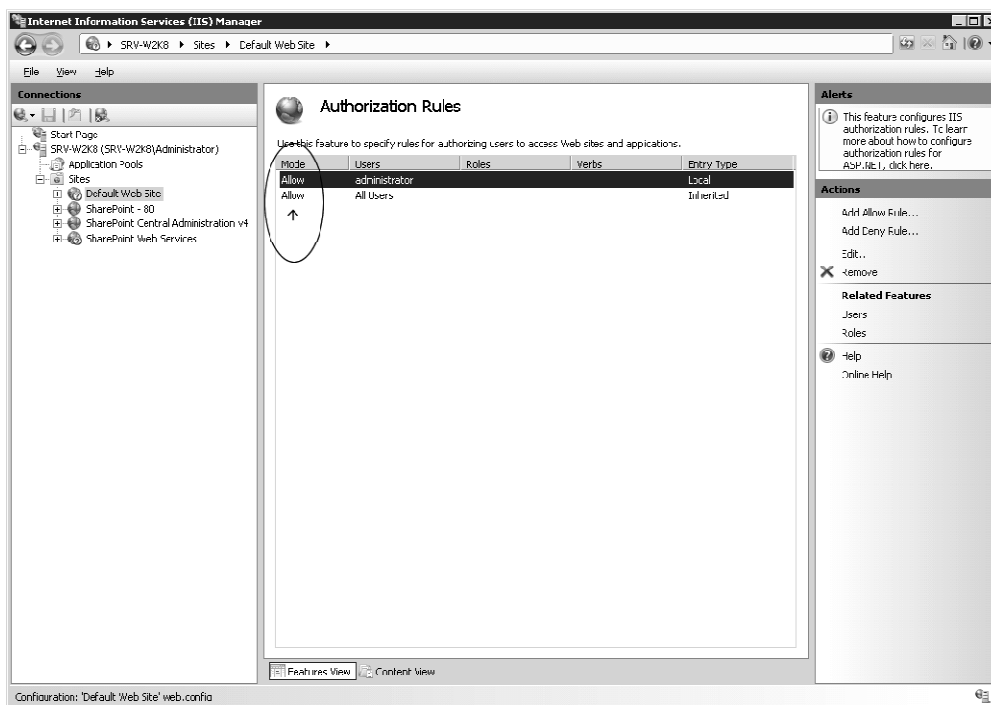 Internet Information Services (IIS) Manager
SRV-W2K8 Sites Default Web Site
File View Help
Connections
Start Page
SRV-W2K8 (SRV-W2K8\Administrator)
Application Pools
Sites
Default Web Site
SharePoint - 80
SharePoint Central Administration v4
SharePoint Web Services
Authorization Rules
Use this feature to specify rules for authorizing users to access Web sites and applications.
Mode Users Roles Verbs Entry Type
Allow administrator Local
Allow All Users Inherited
Features View Content View
Alerts
This feature configures IIS
authorization rules. To learn
more about how to configure
authorization rules for
ASP.NET, click here.
Actions
Add Allow Rule...
Add Deny Rule...
Edit...
Remove
Related Features
Users
Roles
Help
Online Help
Configuration: 'Default Web Site' web.config